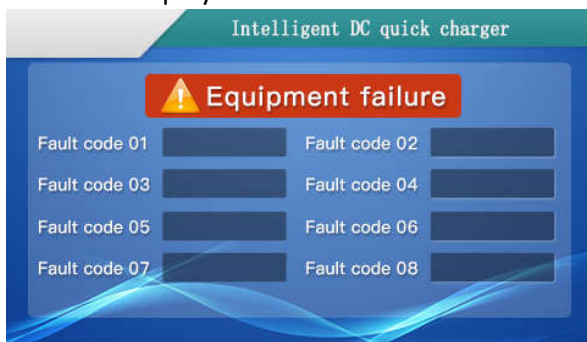 Intelligent DC quick charger
Equipment failure
Fault code 01 Fault code 02
Fault code 03 Fault code 04
Fault code 05 Fault code 06
Fault code 07 Fault code 08